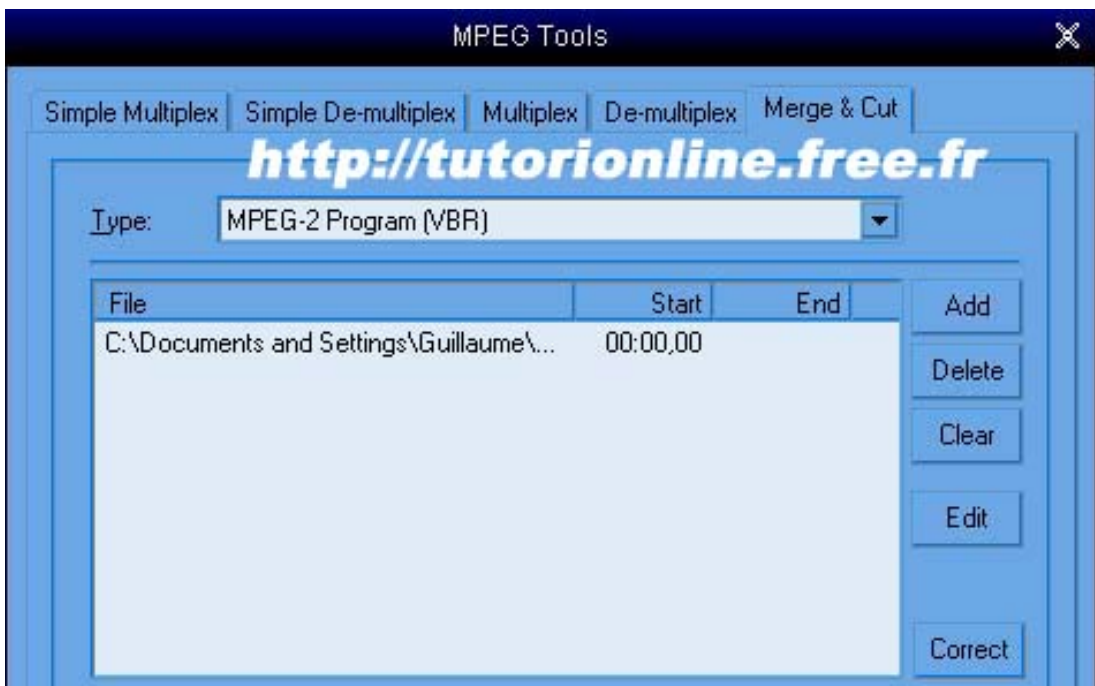 MPEG Tools
Simple Multiplex Simple De-multiplex Multiplex De-multiplex Merge & Cut
http://tutorionline.free.fr
Type: MPEG-2 Program (VBR)
File Start End Add
C:\Documents and Settings\Guillaume\... 00:00,00
Delete
Clear
Edit
Correct